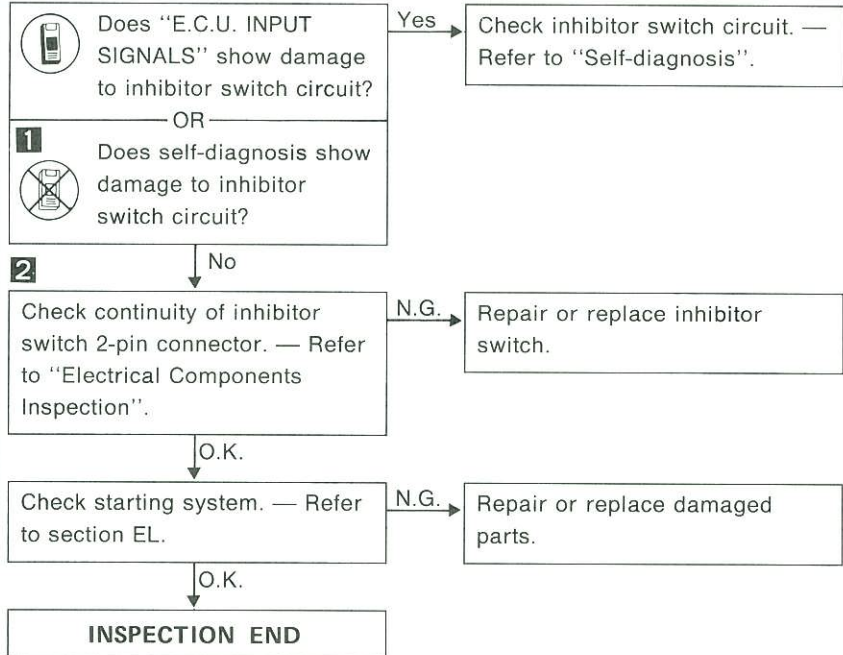 Does “E.C.U. INPUT
SIGNALS” show damage
to inhibitor switch circuit?
Yes
Check inhibitor switch circuit. —
Refer to “Self-diagnosis”.
OR
1
Does self-diagnosis show
damage to inhibitor
switch circuit?
No
2
Check continuity of inhibitor
switch 2-pin connector. — Refer
to “Electrical Components
Inspection”.
N.G.
Repair or replace inhibitor
switch.
O.K.
Check starting system. — Refer
to section EL.
N.G.
Repair or replace damaged
parts.
O.K.
INSPECTION END